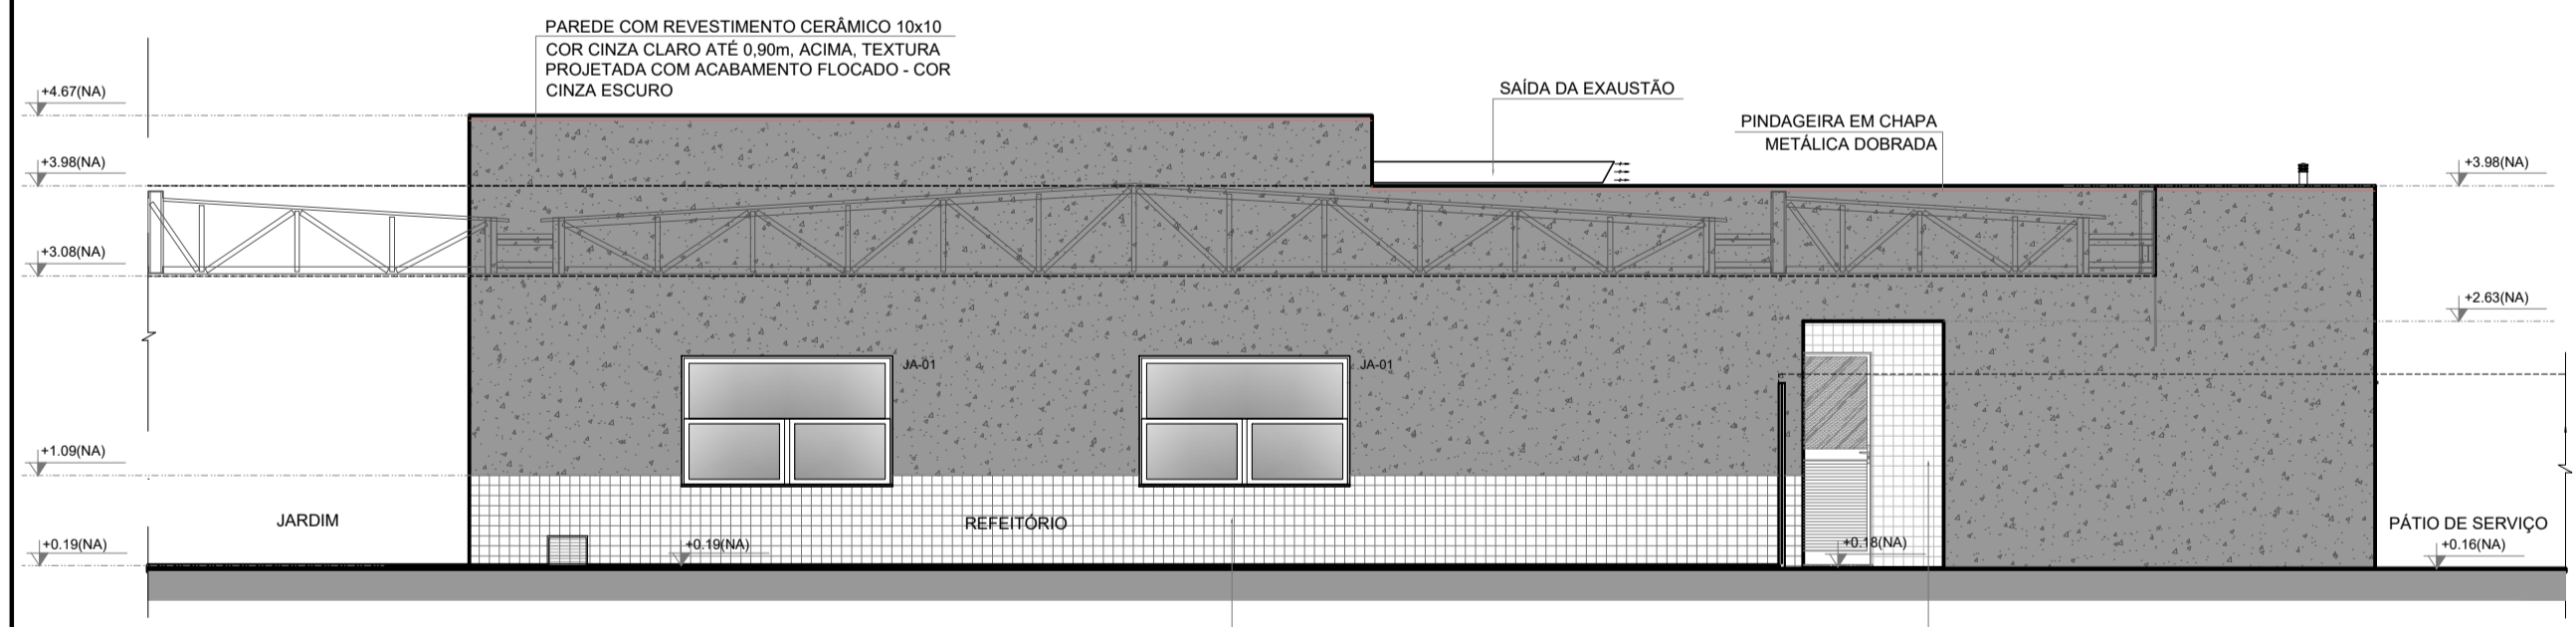 PAREDE COM REVESTIMENTO CERÂMICO 10x10
COR CINZA CLARO ATÉ 0,90m, ACIMA, TEXTURA
PROJETADA COM ACABAMENTO FLOCADO - COR
CINZA ESCURO
SAÍDA DA EXAUSTÃO
PINDAGEIRA EM CHAPA
METÁLICA DOBRADA
+4.67(NA)
+3.98(NA)
+3.98(NA)
+3.08(NA)
+2.63(NA)
JA-01
JA-01
+1.09(NA)
JARDIM
REFEITÓRIO
PÁTIO DE SERVIÇO
+0.19(NA)
+0.19(NA)
+0.18(NA)
+0.16(NA)